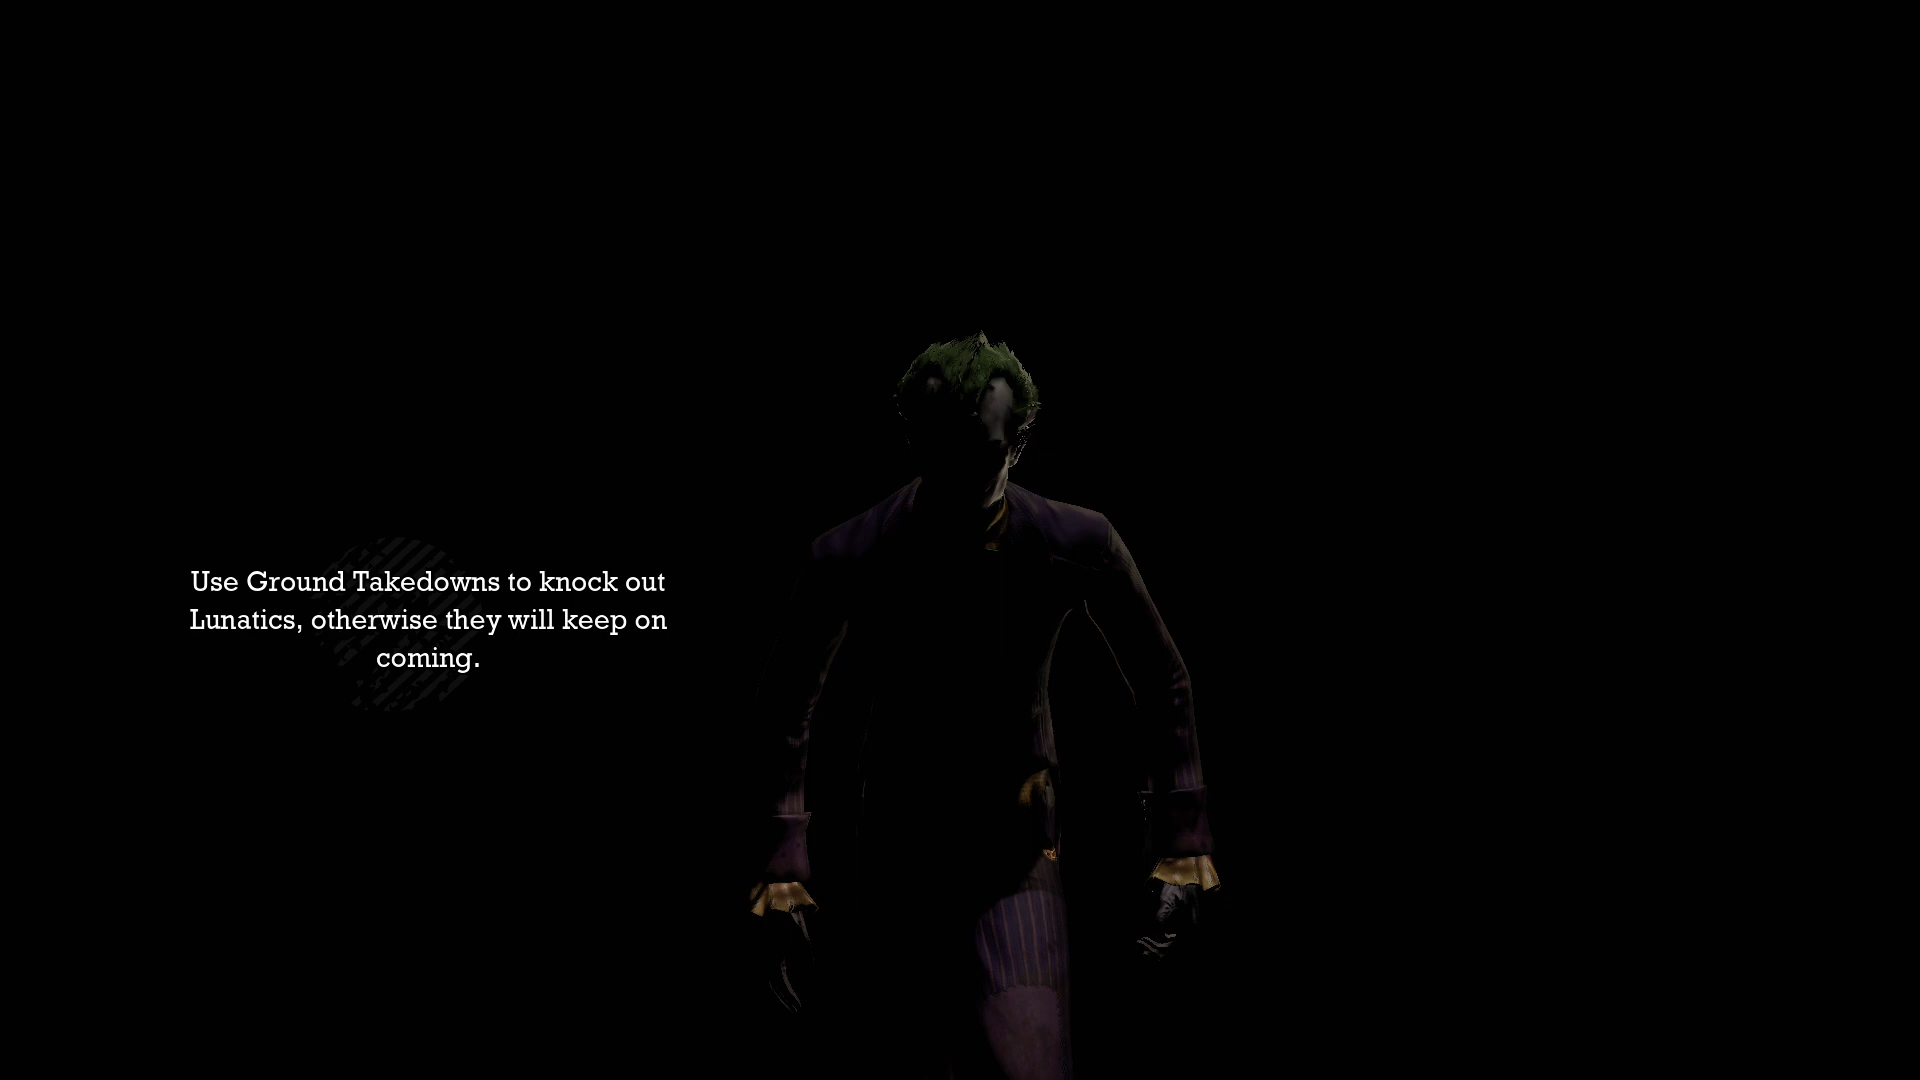 Use Ground Takedowns to knock out
Lunatics, otherwise they will keep on
coming.